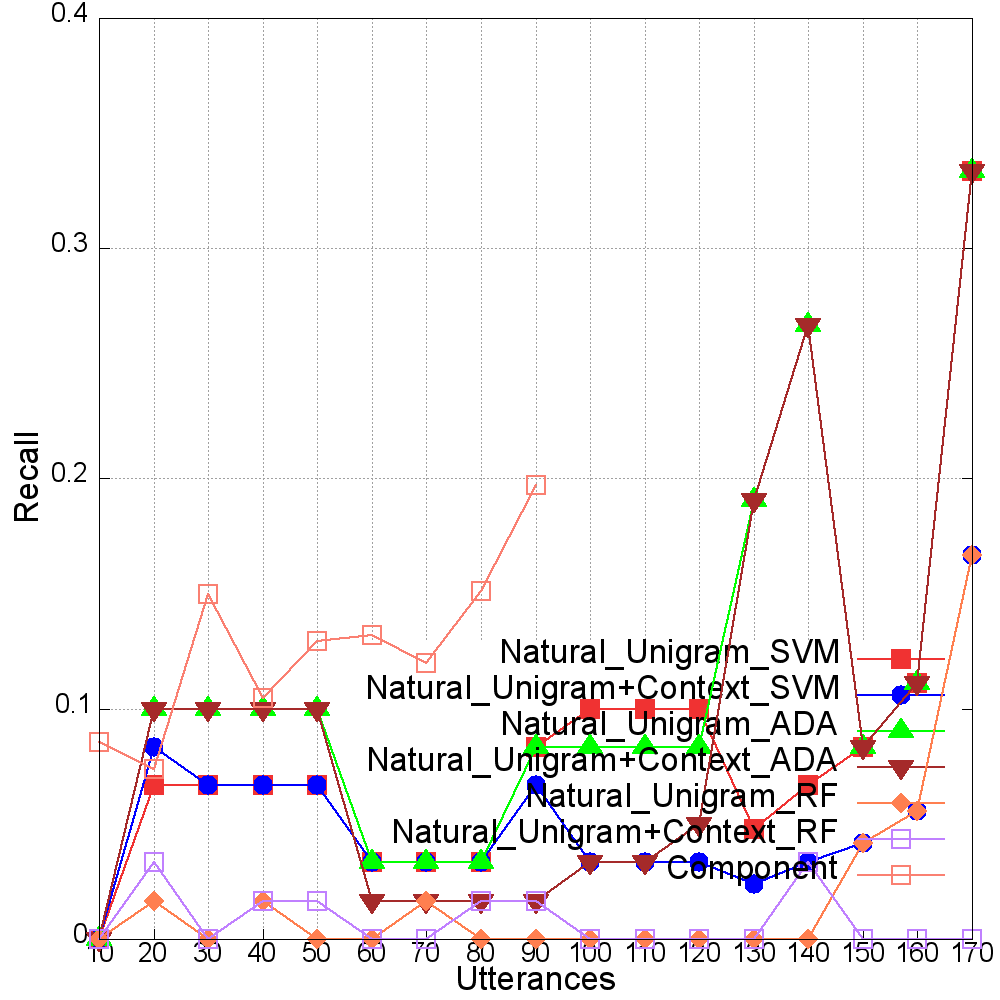 0.4
0.3
0.2
0.1
0
Recall
Natural_Unigram_SVM
Natural_Unigram+Context_SVM
Natural_Unigram_ADA
Natural_Unigram+Context_ADA
Natural_Unigram_RF
Natural_Unigram+Context_RF
Component
10 20 30 40 50 60 70 80 90 100 110 120 130 140 150 160 170
Utterances